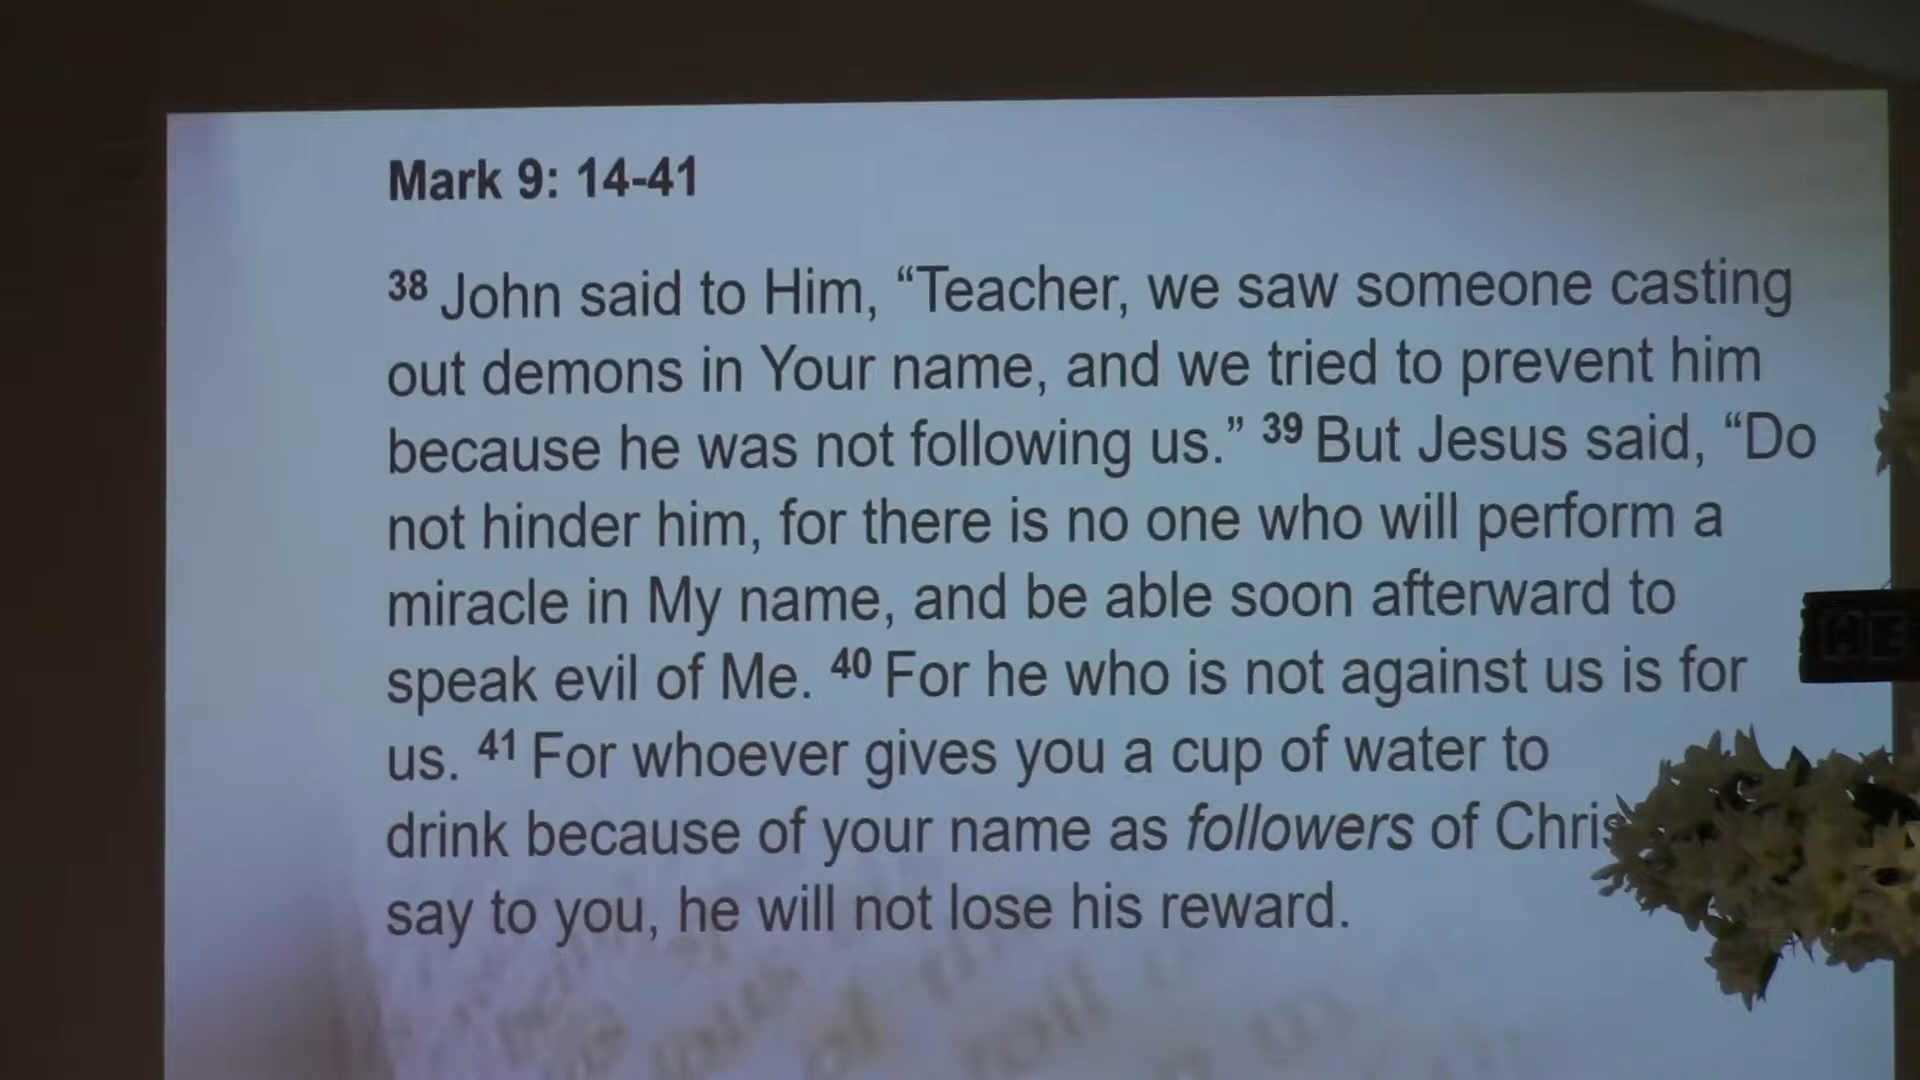 Mark 9: 14-41
38 John said to Him, “Teacher, we saw someone casting
out demons in Your name, and we tried to prevent him
because he was not following us.” 39 But Jesus said, “Do
not hinder him, for there is no one who will perform a
miracle in My name, and be able soon afterward to
speak evil of Me. 40 For he who is not against us is for
us. 41 For whoever gives you a cup of water to
drink because of your name as followers of Chris
say to you, he will not lose his reward.